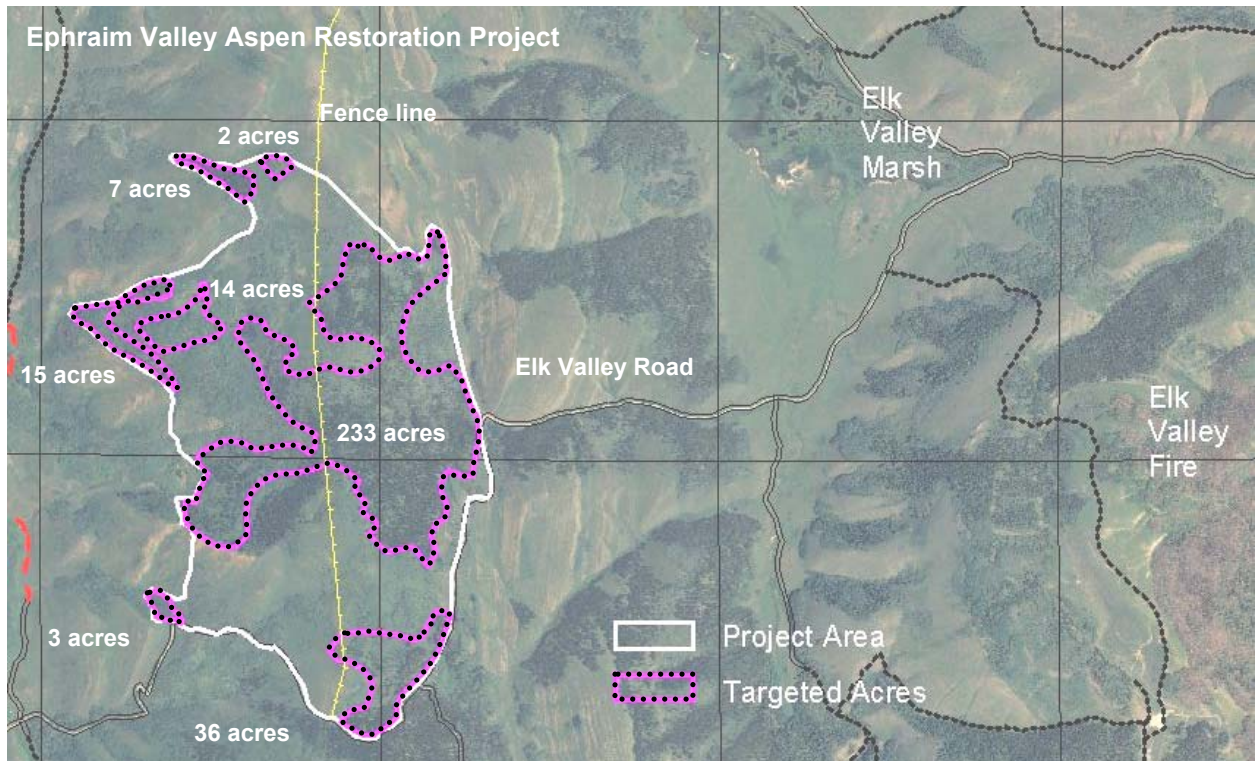 Ephraim Valley Aspen Restoration Project
Fence line
2 acres
7 acres
14 acres
15 acres
233 acres
3 acres
36 acres
Elk Valley Road
Elk
Valley
Marsh
Elk
Valley
Fire
Project Area
Targeted Acres